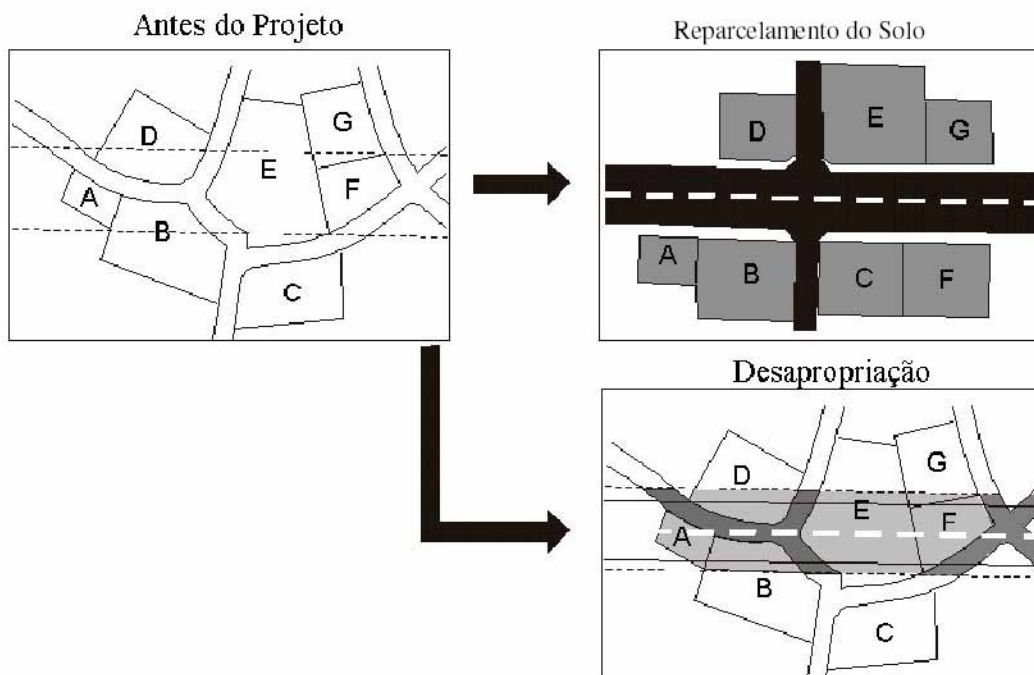 Antes do Projeto
D
E
G
A
F
B
C
Reparcelamento do Solo
D
E
G
A
B
C
F
Desapropriação
D
G
E
A
F
B
C